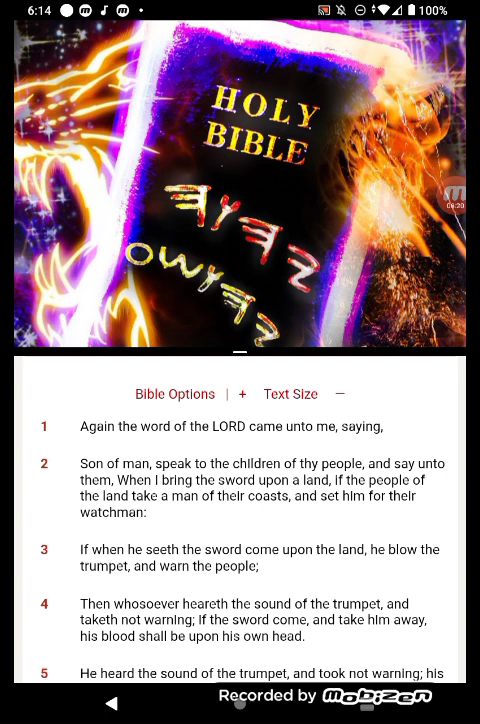 6:14
100%
HOLY
BIBLE
𐤉𐤄𐤅𐤄
𐤉𐤄𐤅𐤔𐤏
06:20
Bible Options | + Text Size —
1 Again the word of the LORD came unto me, saying,
2 Son of man, speak to the children of thy people, and say unto
them, When I bring the sword upon a land, if the people of
the land take a man of their coasts, and set him for their
watchman:
3 If when he seeth the sword come upon the land, he blow the
trumpet, and warn the people;
4 Then whosoever heareth the sound of the trumpet, and
taketh not warning; if the sword come, and take him away,
his blood shall be upon his own head.
5 He heard the sound of the trumpet, and took not warning; his
Recorded by Mobizen